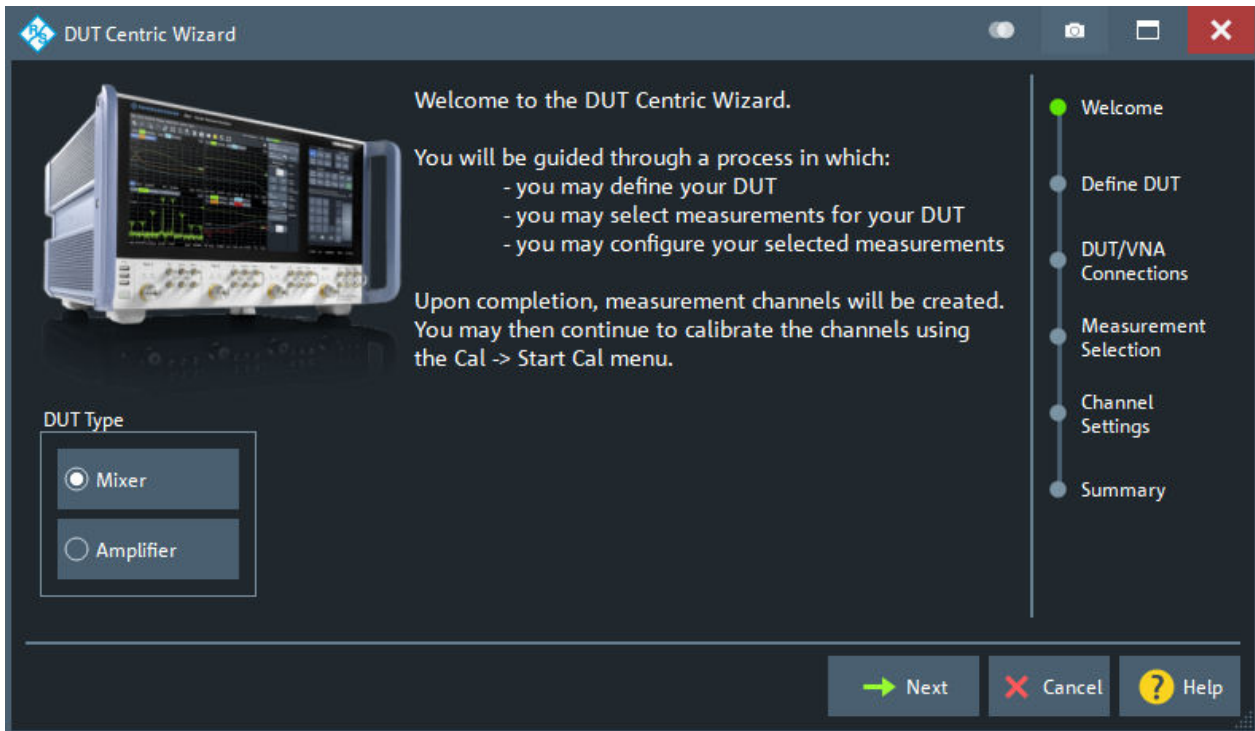 DUT Centric Wizard
Welcome to the DUT Centric Wizard.
You will be guided through a process in which:
- you may define your DUT
- you may select measurements for your DUT
- you may configure your selected measurements
Upon completion, measurement channels will be created.
You may then continue to calibrate the channels using
the Cal -> Start Cal menu.
DUT Type
Mixer
Amplifier
Welcome
Define DUT
DUT/VNA
Connections
Measurement
Selection
Channel
Settings
Summary
Next
Cancel
? Help